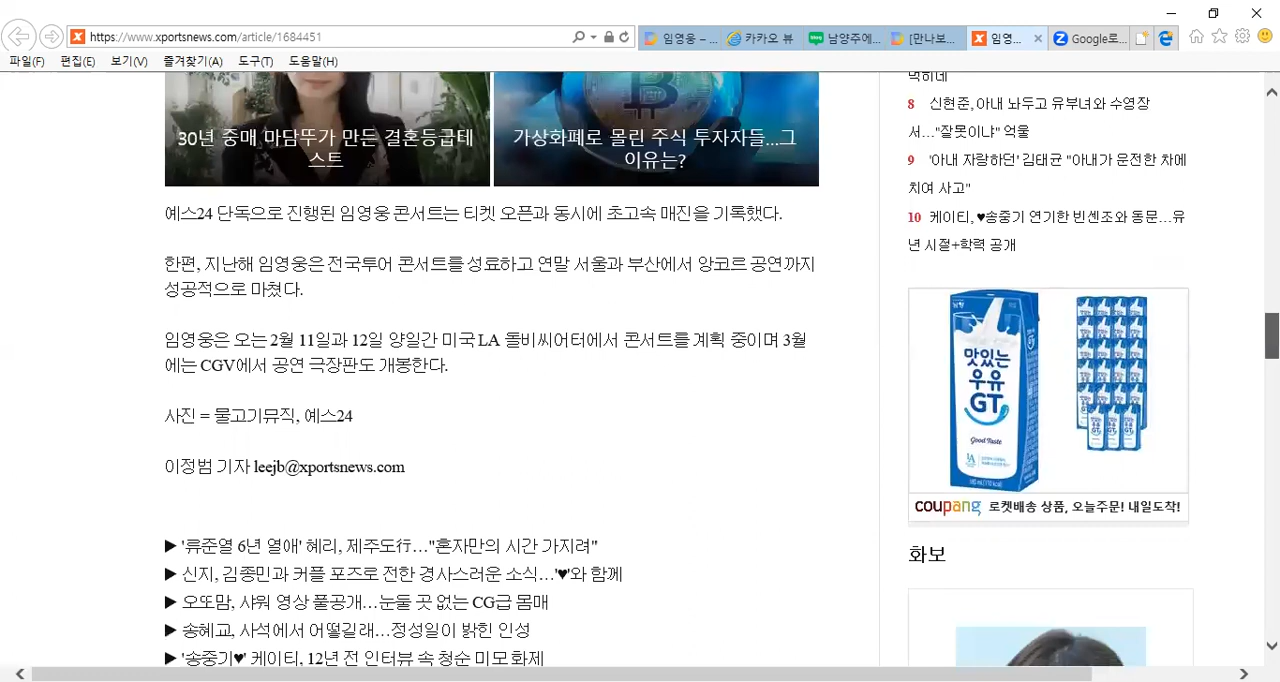 https://www.xportsnews.com/article/1684451
임영웅 – ...
카카오 뷰
남양주에...
[만나보...
임영...
Google로...
파일(F) 편집(E) 보기(V) 즐겨찾기(A) 도구(T) 도움말(H)
30년 중매 마담뚜가 만든 결혼등급테
스트
가상화폐로 몰린 주식 투자자들...그
이유는?
예스24 단독으로 진행된 임영웅 콘서트는 티켓 오픈과 동시에 초고속 매진을 기록했다.
한편, 지난해 임영웅은 전국투어 콘서트를 성료하고 연말 서울과 부산에서 앙코르 공연까지
성공적으로 마쳤다.
임영웅은 오는 2월 11일과 12일 양일간 미국 LA 돌비씨어터에서 콘서트를 계획 중이며 3월
에는 CGV에서 공연 극장판도 개봉한다.
사진 = 물고기뮤직, 예스24
이정범 기자 leejb@xportsnews.com
▶ '류준열 6년 열애' 혜리, 제주도行…"혼자만의 시간 가지려"
▶ 신지, 김종민과 커플 포즈로 전한 경사스러운 소식…'♥'와 함께
▶ 오또맘, 샤워 영상 풀공개…눈둘 곳 없는 CG급 몸매
▶ 송혜교, 사석에서 어떻길래…정성일이 밝힌 인성
▶ '송중기♥' 케이티, 12년 전 인터뷰 속 청순 미모 화제
먹히네
8 신현준, 아내 놔두고 유부녀와 수영장
서…"잘못이냐" 억울
9 '아내 자랑하던' 김태균 "아내가 운전한 차에
치여 사고"
10 케이티, ♥송중기 연기한 빈센조와 동문…유
년 시절+학력 공개
맛있는
우유
GT
Good Taste
coupang 로켓배송 상품, 오늘주문! 내일도착!
화보